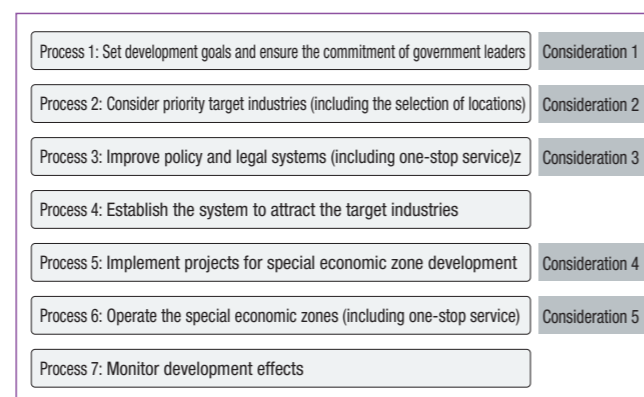 Process 1: Set development goals and ensure the commitment of government leaders Consideration 1
Process 2: Consider priority target industries (including the selection of locations) Consideration 2
Process 3: Improve policy and legal systems (including one-stop service)z Consideration 3
Process 4: Establish the system to attract the target industries
Process 5: Implement projects for special economic zone development Consideration 4
Process 6: Operate the special economic zones (including one-stop service) Consideration 5
Process 7: Monitor development effects